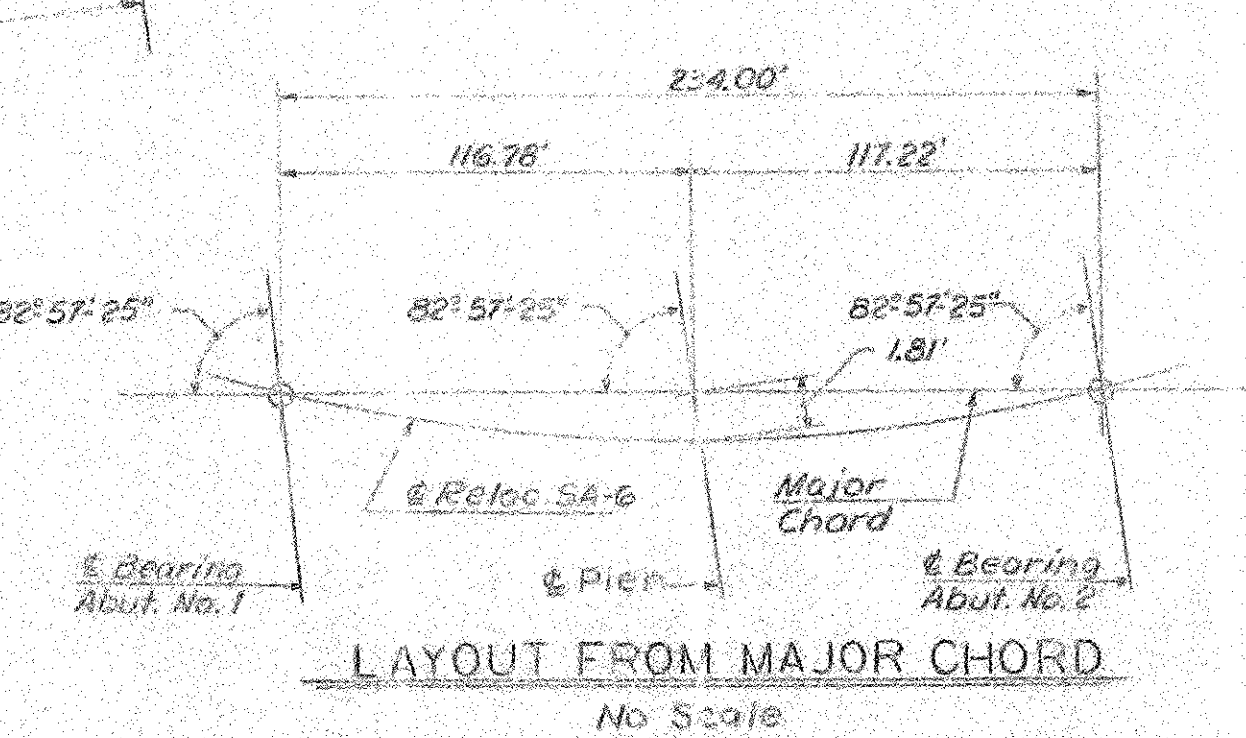 234.00'
116.78'
117.22'
82°57'25"
82°57'25"
82°57'25"
1.81'
℄ Reloc. SA-6
Major
Chord
℄ Bearing
Abut. No. 1
℄ Pier
℄ Bearing
Abut. No. 2
LAYOUT FROM MAJOR CHORD
No Scale